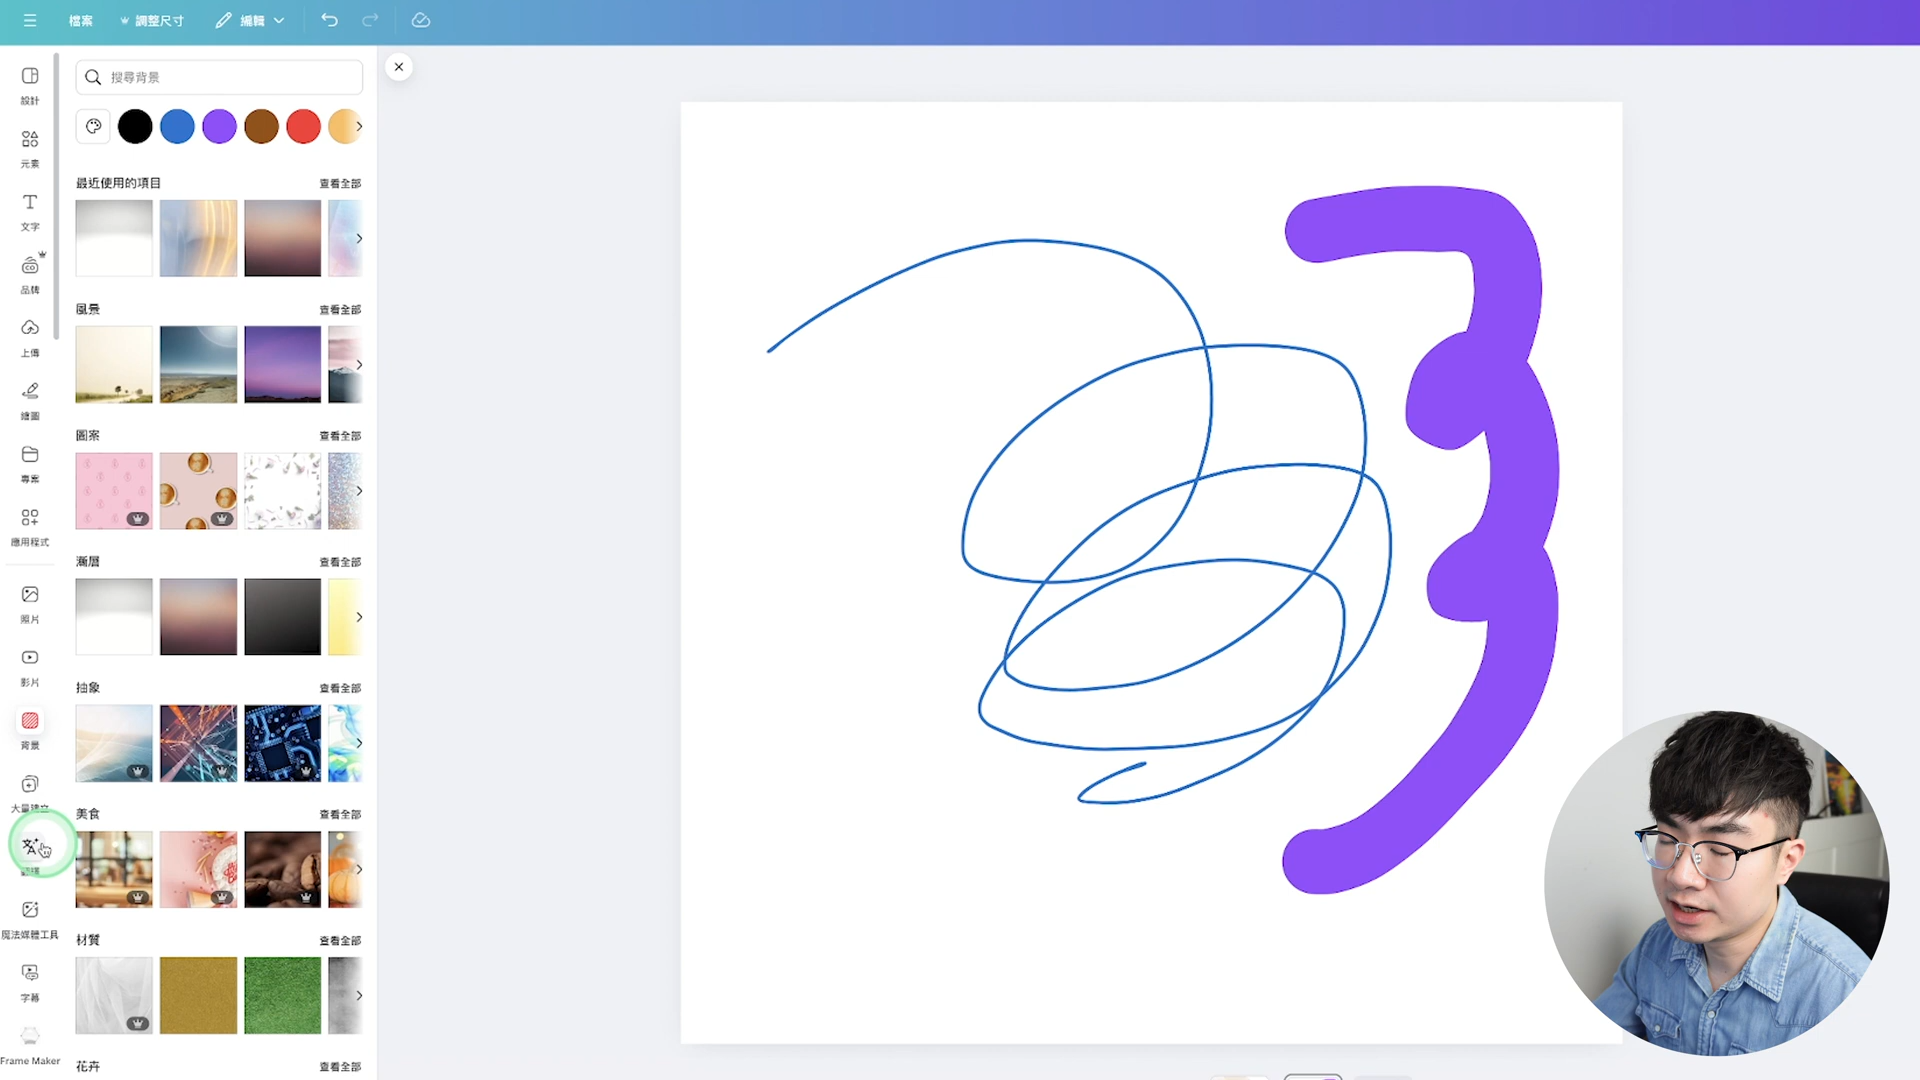 檔案
調整尺寸
編輯
設計
元素
文字
品牌
上傳
繪圖
專案
應用程式
照片
影片
背景
大量建立
魔法媒體工具
字幕
Frame Maker
搜尋背景
最近使用的項目
查看全部
風景
查看全部
圖案
查看全部
漸層
查看全部
抽象
查看全部
美食
查看全部
材質
查看全部
花卉
查看全部